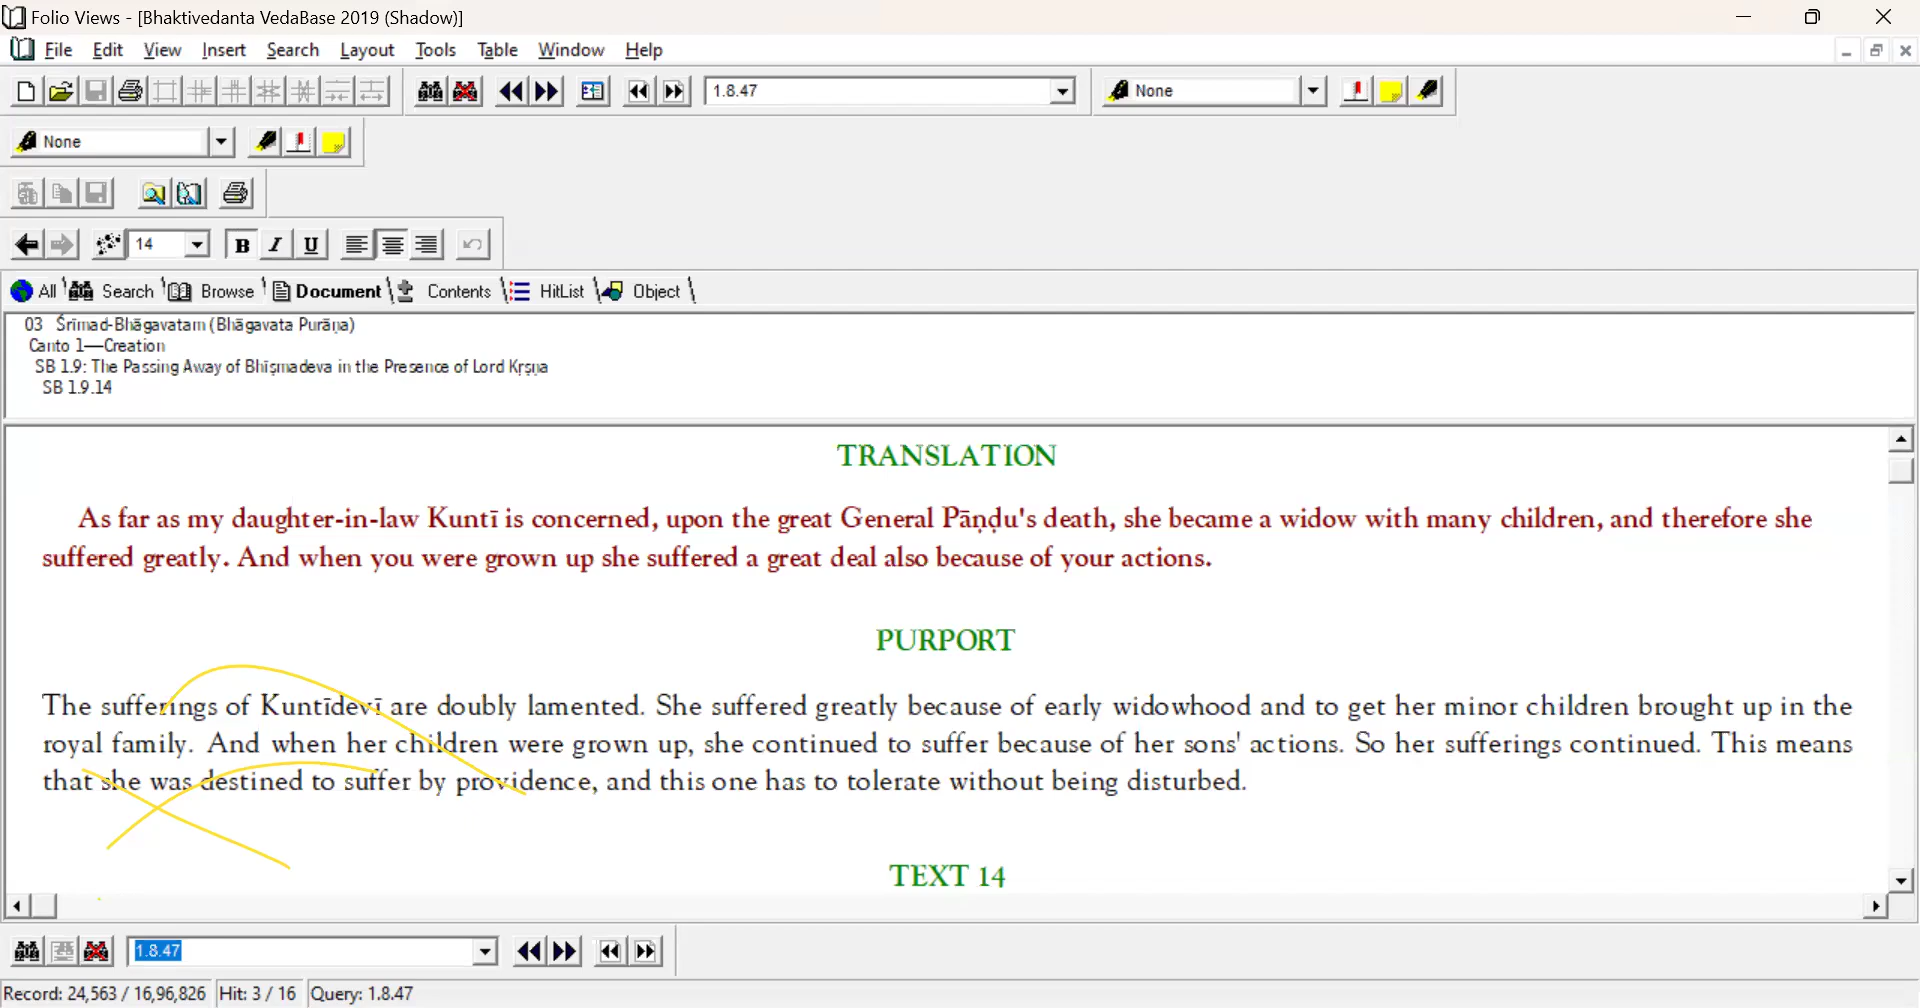 Folio Views - [Bhaktivedanta VedaBase 2019 (Shadow)]
File Edit View Insert Search Layout Tools Table Window Help
1.8.47 None
None
14 B I U
All Search Browse Document Contents HitList Object
03 Śrīmad-Bhāgavatam (Bhāgavata Purāṇa)
Canto 1—Creation
SB 1.9: The Passing Away of Bhīṣmadeva in the Presence of Lord Kṛṣṇa
SB 1.9.14
TRANSLATION
As far as my daughter-in-law Kuntī is concerned, upon the great General Pāṇḍu's death, she became a widow with many children, and therefore she
suffered greatly. And when you were grown up she suffered a great deal also because of your actions.
PURPORT
The sufferings of Kuntīdevī are doubly lamented. She suffered greatly because of early widowhood and to get her minor children brought up in the
royal family. And when her children were grown up, she continued to suffer because of her sons' actions. So her sufferings continued. This means
that she was destined to suffer by providence, and this one has to tolerate without being disturbed.
TEXT 14
1.8.47
Record: 24,563 / 16,96,826 Hit: 3 / 16 Query: 1.8.47